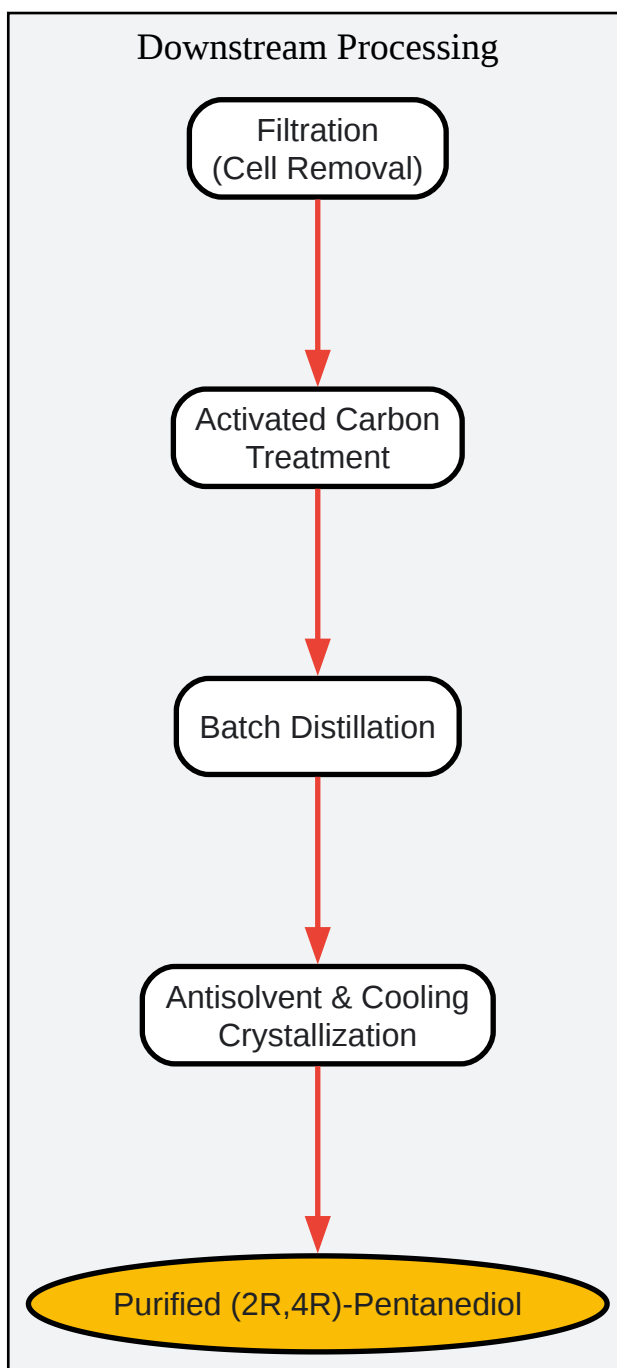 Downstream Processing
Filtration
(Cell Removal)
Activated Carbon
Treatment
Batch Distillation
Antisolvent & Cooling
Crystallization
Purified (2R,4R)-Pentanediol